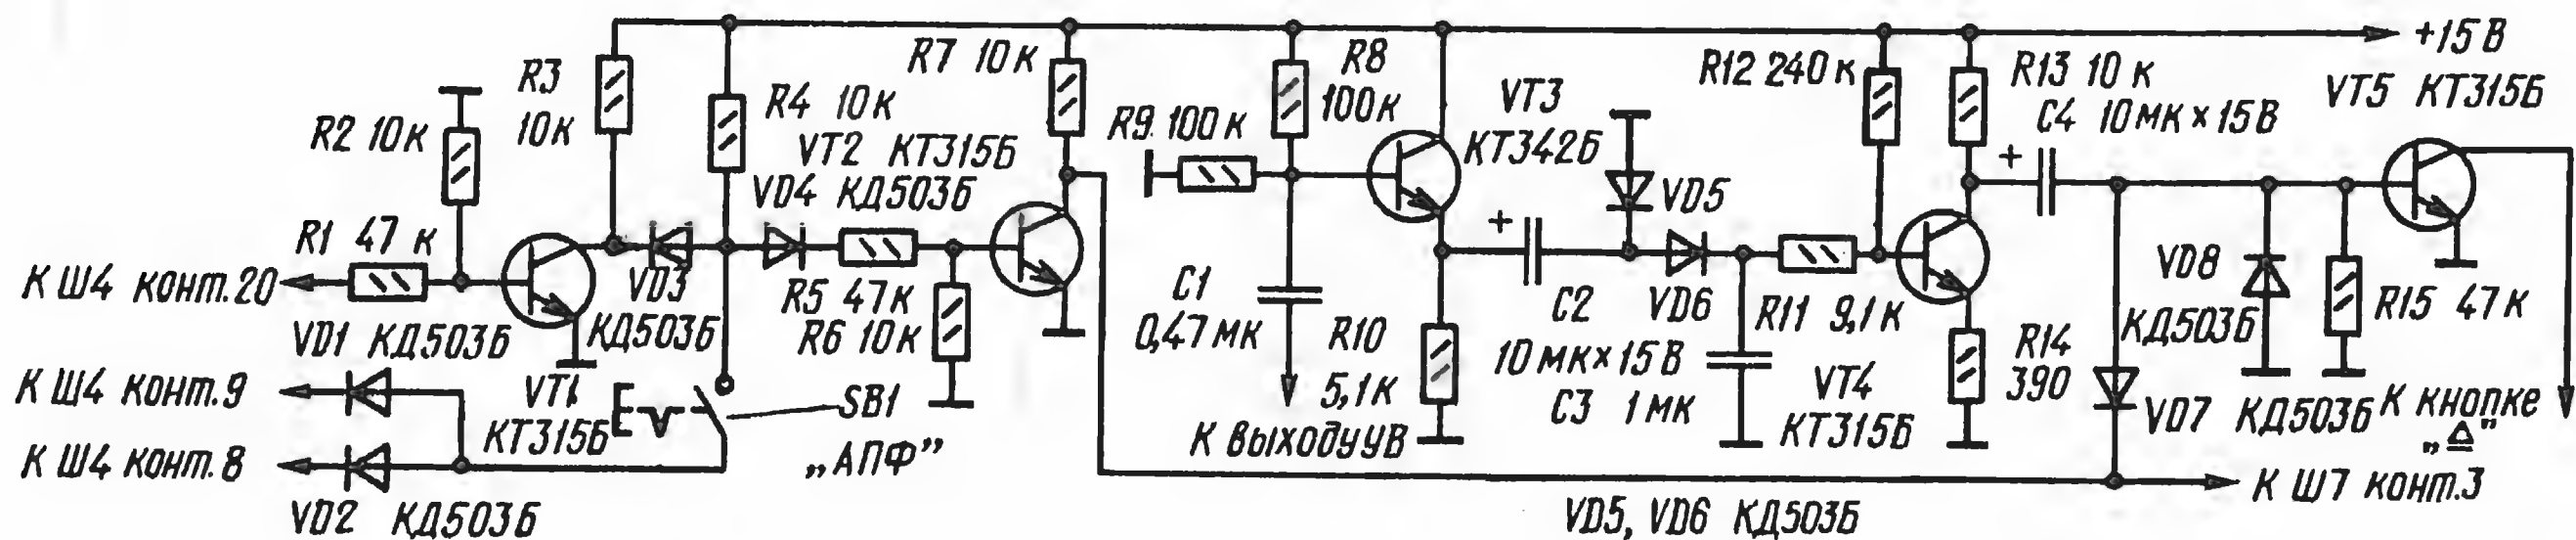 +15 В
R3
10 к
R7 10 к
R8
100 к
R12 240 к
R13 10 к
VT5 КТ315Б
R2 10 к
R4 10 к
R9 100 к
VT3
КТ342Б
C4 10 мк × 15 В
+
VT2 КТ315Б
VD4 КД503Б
VD5
R1 47 к
+
К Ш4 конт. 20
VD3
КД503Б
R5 47 к
R6 10 к
C1
0,47 мк
R10
5,1 к
C2
10 мк × 15 В
VD6
R11 9,1 к
VD8
КД503Б
R15 47 к
VD1 КД503Б
C3 1 мк
VT4
КТ315Б
R14
390
К Ш4 конт. 9
VT1
КТ315Б
SB1
„АПФ”
К выходу УВ
VD7 КД503Б
К кнопке
„≙”
К Ш4 конт. 8
VD2 КД503Б
К Ш7 конт. 3
VD5, VD6 КД503Б